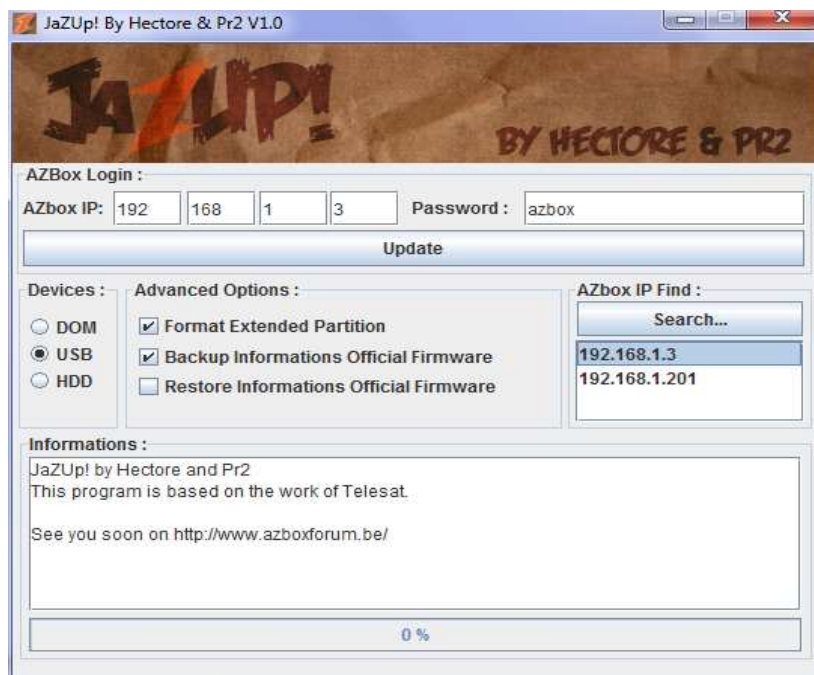 JaZUp! By Hectore & Pr2 V1.0
JAZUP!
BY HECTORE & PR2
AZBox Login :
AZbox IP: 192 168 1 3 Password : azbox
Update
Devices :
DOM
USB
HDD
Advanced Options :
Format Extended Partition
Backup Informations Official Firmware
Restore Informations Official Firmware
AZbox IP Find :
Search...
192.168.1.3
192.168.1.201
Informations :
JaZUp! by Hectore and Pr2
This program is based on the work of Telesat.
See you soon on http://www.azboxforum.be/
0 %